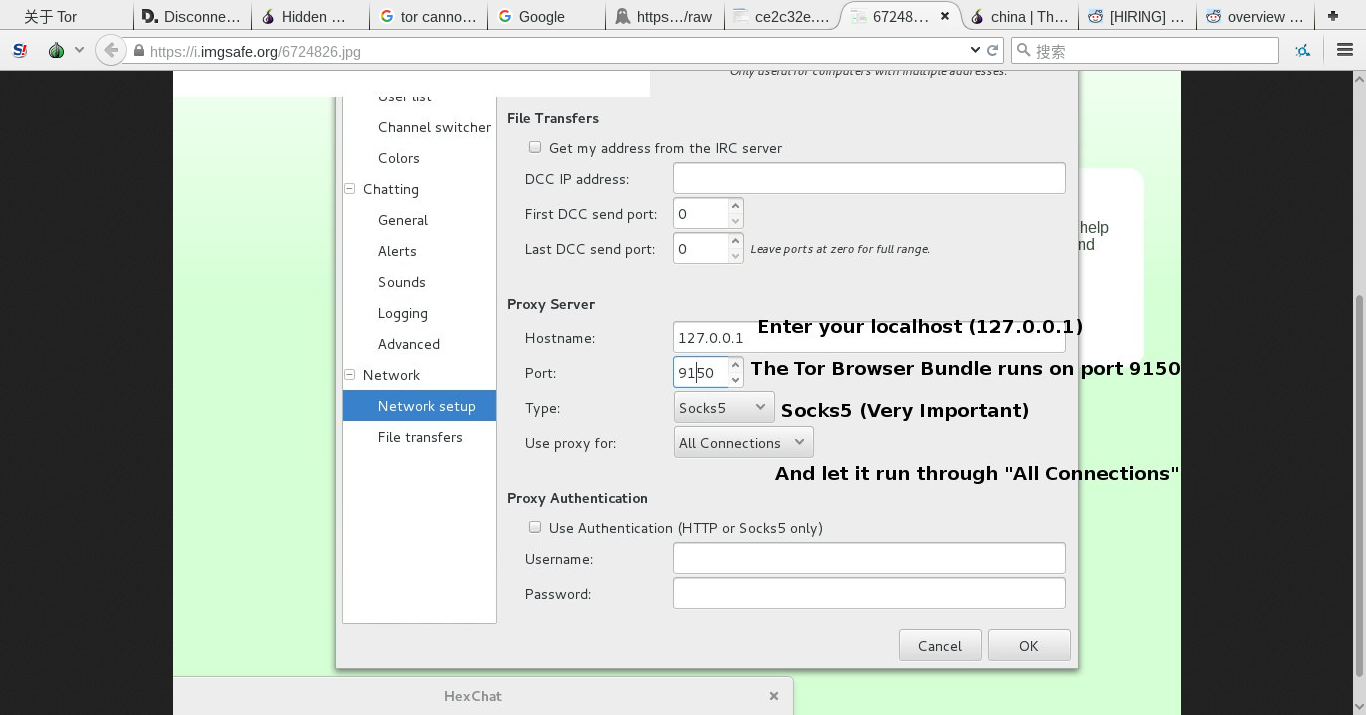 关于 Tor
Disconne...
Hidden ...
tor canno...
Google
https.../raw
ce2c32e....
67248...
china | Th...
[HIRING] ...
overview ...
https://i.imgsafe.org/6724826.jpg
搜索
Only useful for computers with multiple addresses.
User list
Channel switcher
Colors
Chatting
General
Alerts
Sounds
Logging
Advanced
Network
Network setup
File transfers
File Transfers
Get my address from the IRC server
DCC IP address:
First DCC send port: 0
Last DCC send port: 0 Leave ports at zero for full range.
help
nd
Proxy Server
Hostname: 127.0.0.1 Enter your localhost (127.0.0.1)
Port: 9150 The Tor Browser Bundle runs on port 9150
Type: Socks5 Socks5 (Very Important)
Use proxy for: All Connections
And let it run through "All Connections"
Proxy Authentication
Use Authentication (HTTP or Socks5 only)
Username:
Password:
Cancel OK
HexChat